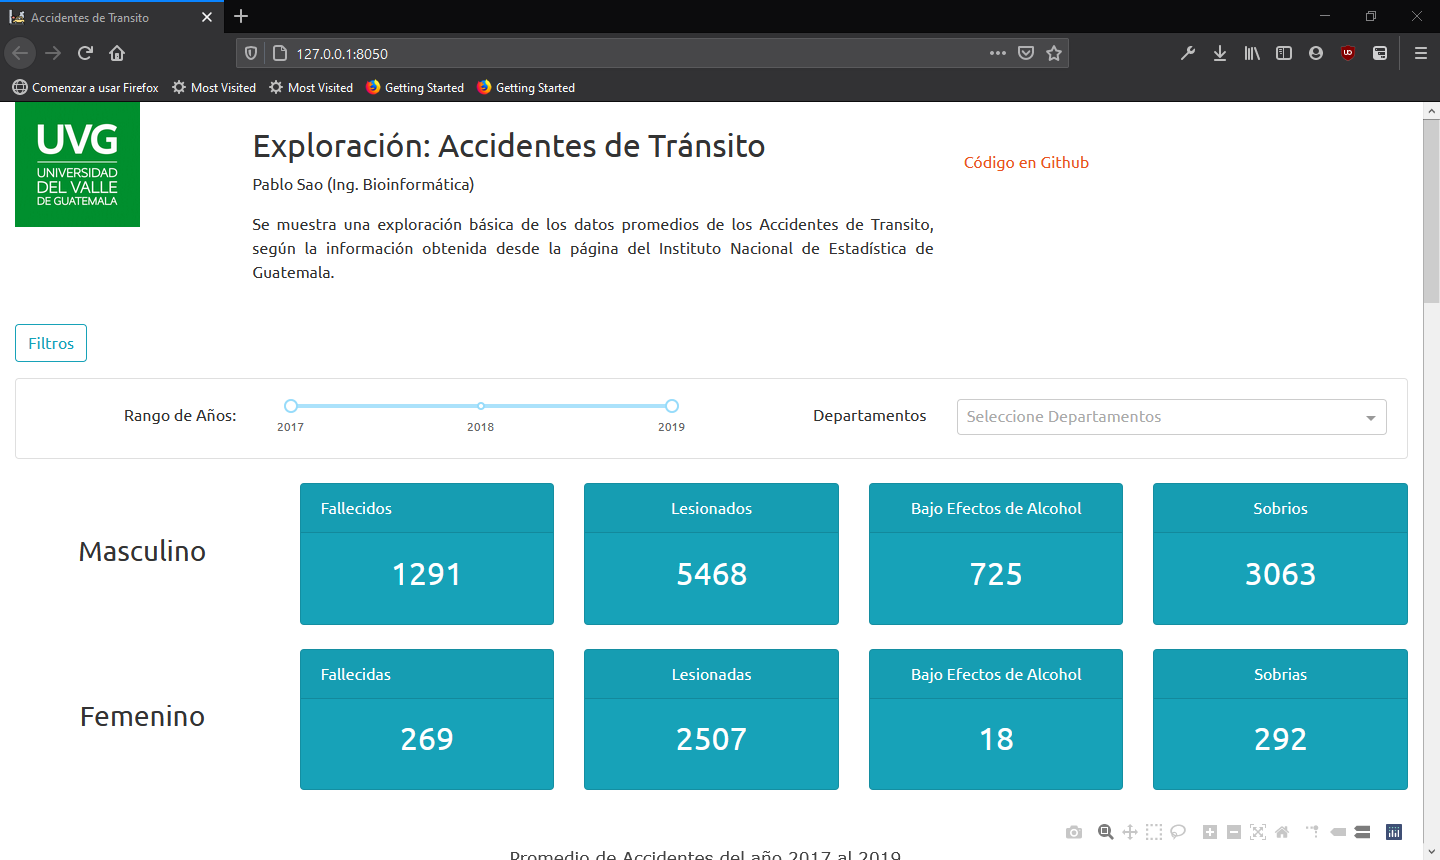 Accidentes de Transito
127.0.0.1:8050
Comenzar a usar Firefox
Most Visited
Most Visited
Getting Started
Getting Started
UVG
UNIVERSIDAD
DEL VALLE
DE GUATEMALA
Exploración: Accidentes de Tránsito
Pablo Sao (Ing. Bioinformática)
Código en Github
Se muestra una exploración básica de los datos promedios de los Accidentes de Transito,
según la información obtenida desde la página del Instituto Nacional de Estadística de
Guatemala.
Filtros
Rango de Años:
2017
2018
2019
Departamentos
Seleccione Departamentos
Masculino
Fallecidos
1291
Lesionados
5468
Bajo Efectos de Alcohol
725
Sobrios
3063
Femenino
Fallecidas
269
Lesionadas
2507
Bajo Efectos de Alcohol
18
Sobrias
292
Promedio de Accidentes del año 2017 al 2019